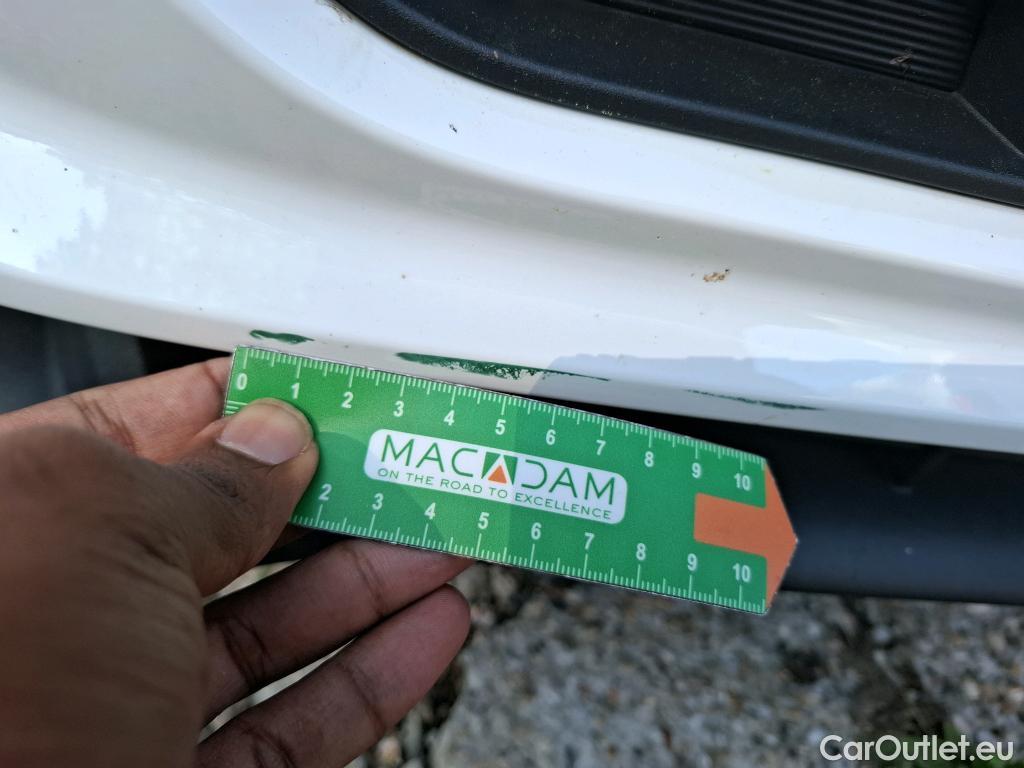 0 1 2 3 4 5 6 7 8 9 10
MACADAM
ON THE ROAD TO EXCELLENCE
2 3 4 5 6 7 8 9 10
CarOutlet.eu